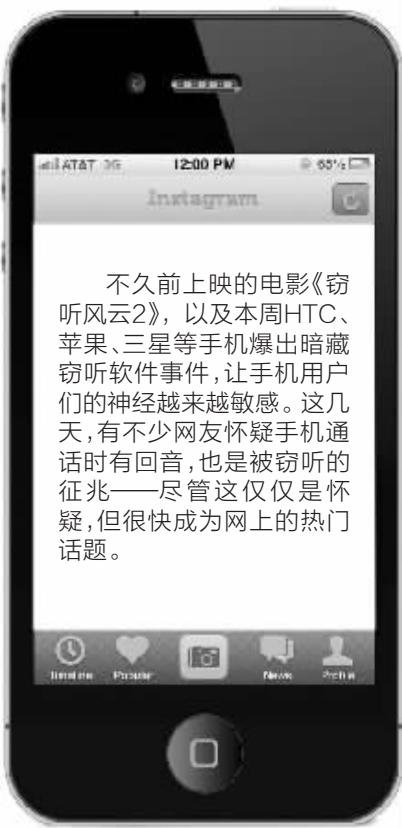 AT&T 3G 12:00 PM 65%
Instagram
不久前上映的电影《窃
听风云2》，以及本周HTC、
苹果、三星等手机爆出暗藏
窃听软件事件，让手机用户
们的神经越来越敏感。这几
天，有不少网友怀疑手机通
话时有回音，也是被窃听的
征兆——尽管这仅仅是怀
疑，但很快成为网上的热门
话题。
Timeline Popular News Profile